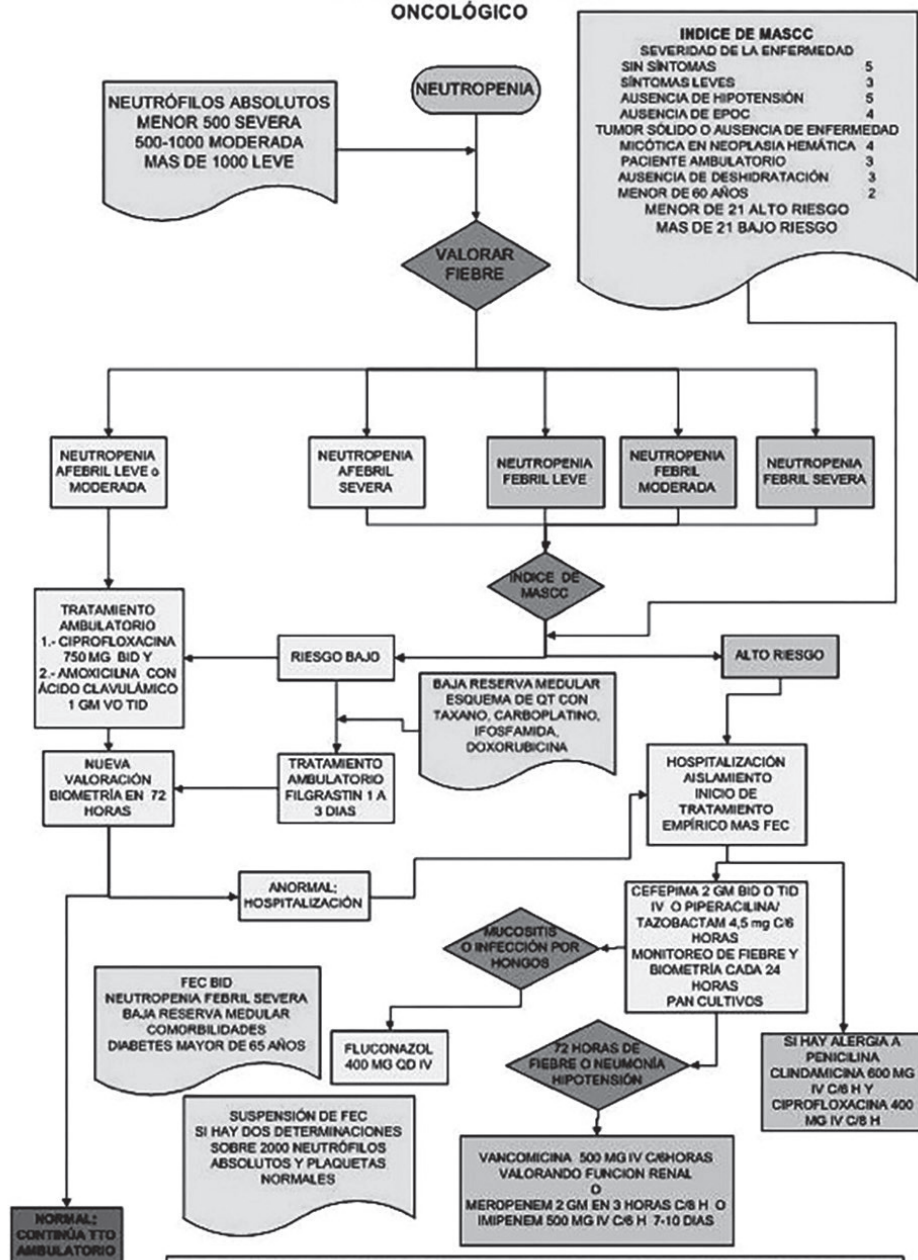 ONCOLÓGICO
NEUTROPENIA
NEUTRÓFILOS ABSOLUTOS
MENOR 500 SEVERA
500-1000 MODERADA
MAS DE 1000 LEVE
INDICE DE MASCC
SEVERIDAD DE LA ENFERMEDAD
SIN SÍNTOMAS 5
SÍNTOMAS LEVES 3
AUSENCIA DE HIPOTENSIÓN 5
AUSENCIA DE EPOC 4
TUMOR SÓLIDO O AUSENCIA DE ENFERMEDAD
MICÓTICA EN NEOPLASIA HEMÁTICA 4
PACIENTE AMBULATORIO 3
AUSENCIA DE DESHIDRATACIÓN 3
MENOR DE 60 AÑOS 2
MENOR DE 21 ALTO RIESGO
MAS DE 21 BAJO RIESGO
VALORAR
FIEBRE
NEUTROPENIA
AFEBRIL LEVE o
MODERADA
NEUTROPENIA
AFEBRIL
SEVERA
NEUTROPENIA
FEBRIL LEVE
NEUTROPENIA
FEBRIL
MODERADA
NEUTROPENIA
FEBRIL SEVERA
ÍNDICE DE
MASCC
TRATAMIENTO
AMBULATORIO
1.- CIPROFLOXACINA
750 MG BID Y
2.- AMOXICILNA CON
ÁCIDO CLAVULÁMICO
1 GM VO TID
RIESGO BAJO
ALTO RIESGO
BAJA RESERVA MEDULAR
ESQUEMA DE QT CON
TAXANO, CARBOPLATINO,
IFOSFAMIDA,
DOXORUBICINA
NUEVA
VALORACIÓN
BIOMETRÍA EN 72
HORAS
TRATAMIENTO
AMBULATORIO
FILGRASTIN 1 A
3 DIAS
HOSPITALIZACIÓN
AISLAMIENTO
INICIO DE
TRATAMIENTO
EMPÍRICO MAS FEC
ANORMAL;
HOSPITALIZACIÓN
CEFEPIMA 2 GM BID O TID
IV O PIPERACILINA/
TAZOBACTAM 4,5 mg C/6
HORAS
MONITOREO DE FIEBRE Y
BIOMETRÍA CADA 24
HORAS
PAN CULTIVOS
MUCOSITIS
O INFECCIÓN POR
HONGOS
FEC BID
NEUTROPENIA FEBRIL SEVERA
BAJA RESERVA MEDULAR
COMORBILIDADES
DIABETES MAYOR DE 65 AÑOS
FLUCONAZOL
400 MG QD IV
72 HORAS DE
FIEBRE O NEUMONÍA
HIPOTENSIÓN
SI HAY ALERGIA A
PENICILINA
CLINDAMICINA 600 MG
IV C/6 H Y
CIPROFLOXACINA 400
MG IV C/8 H
SUSPENSIÓN DE FEC
SI HAY DOS DETERMINACIONES
SOBRE 2000 NEUTRÓFILOS
ABSOLUTOS Y PLAQUETAS
NORMALES
VANCOMICINA 500 MG IV C/6HORAS
VALORANDO FUNCION RENAL
O
MEROPENEM 2 GM EN 3 HORAS C/8 H O
IMIPENEM 500 MG IV C/6 H 7-10 DIAS
NORMAL;
CONTINÚA TTO
AMBULATORIO